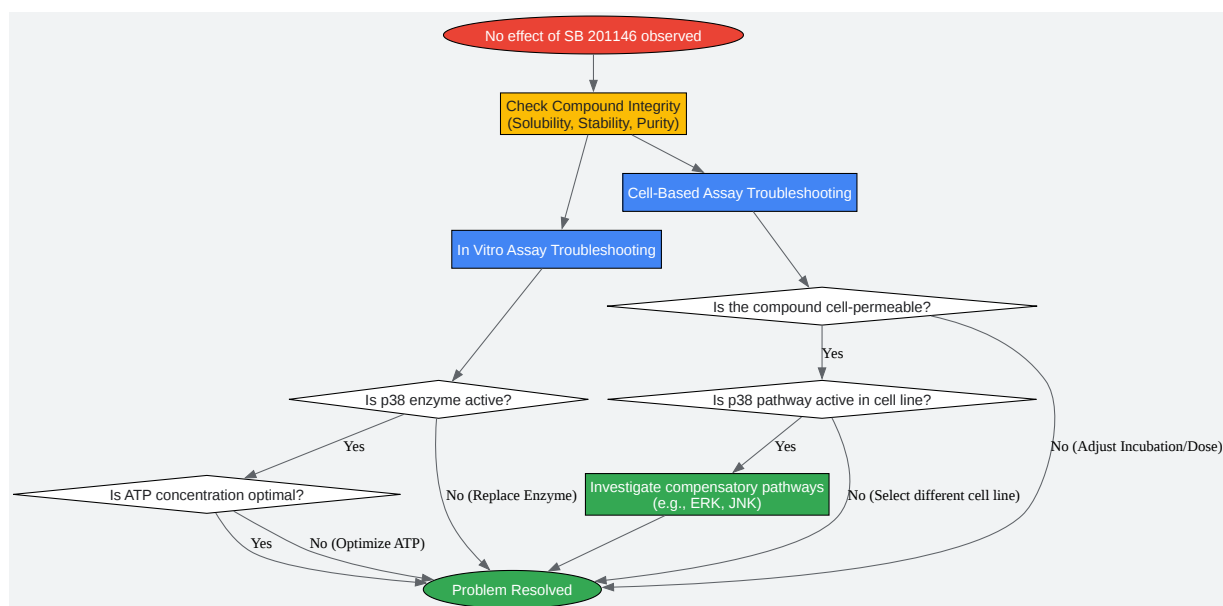 No effect of SB 201146 observed
Check Compound Integrity
(Solubility, Stability, Purity)
Cell-Based Assay Troubleshooting
In Vitro Assay Troubleshooting
Is the compound cell-permeable?
Yes
Is p38 enzyme active?
Is p38 pathway active in cell line?
Yes
Yes
No (Adjust Incubation/Dose)
Is ATP concentration optimal?
No (Replace Enzyme)
Investigate compensatory pathways
(e.g., ERK, JNK)
No (Select different cell line)
Yes
No (Optimize ATP)
Problem Resolved